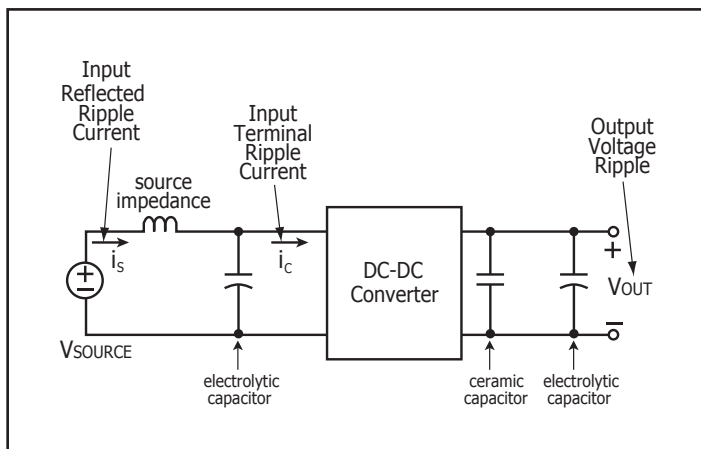 Input
Reflected
Ripple
Current
Input
Terminal
Ripple
Current
Output
Voltage
Ripple
source
impedance
iS
iC
DC-DC
Converter
+
−
+
VOUT
−
VSOURCE
electrolytic
capacitor
ceramic
capacitor
electrolytic
capacitor